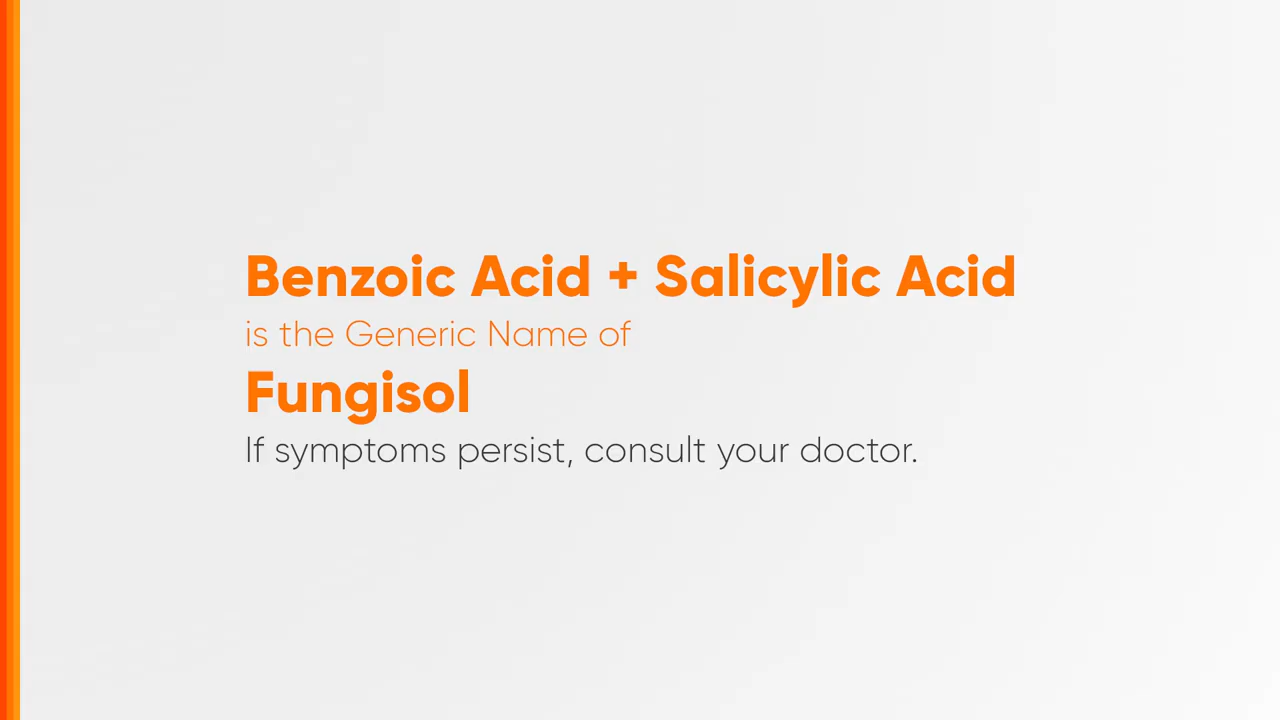 Benzoic Acid + Salicylic Acid
is the Generic Name of
Fungisol
If symptoms persist, consult your doctor.